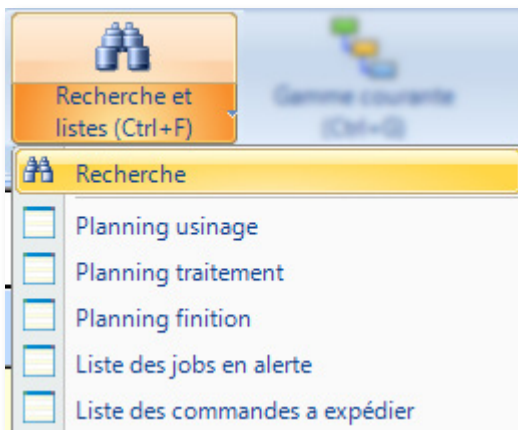 Recherche et
listes (Ctrl+F)
Gamme courante
(Ctrl+G)
Recherche
Planning usinage
Planning traitement
Planning finition
Liste des jobs en alerte
Liste des commandes a expédier